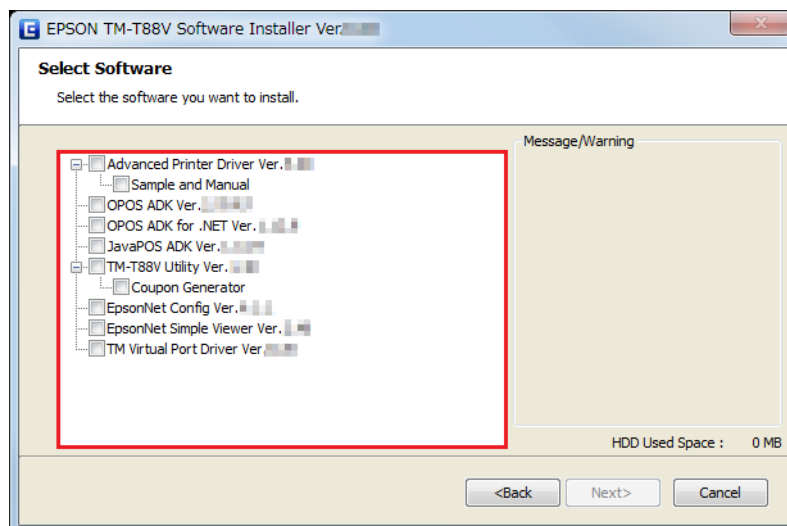 EPSON TM-T88V Software Installer Ver.
Select Software
Select the software you want to install.
Message/Warning
Advanced Printer Driver Ver.
Sample and Manual
OPOS ADK Ver.
OPOS ADK for .NET Ver.
JavaPOS ADK Ver.
TM-T88V Utility Ver.
Coupon Generator
EpsonNet Config Ver.
EpsonNet Simple Viewer Ver.
TM Virtual Port Driver Ver.
HDD Used Space : 0 MB
<Back Next> Cancel